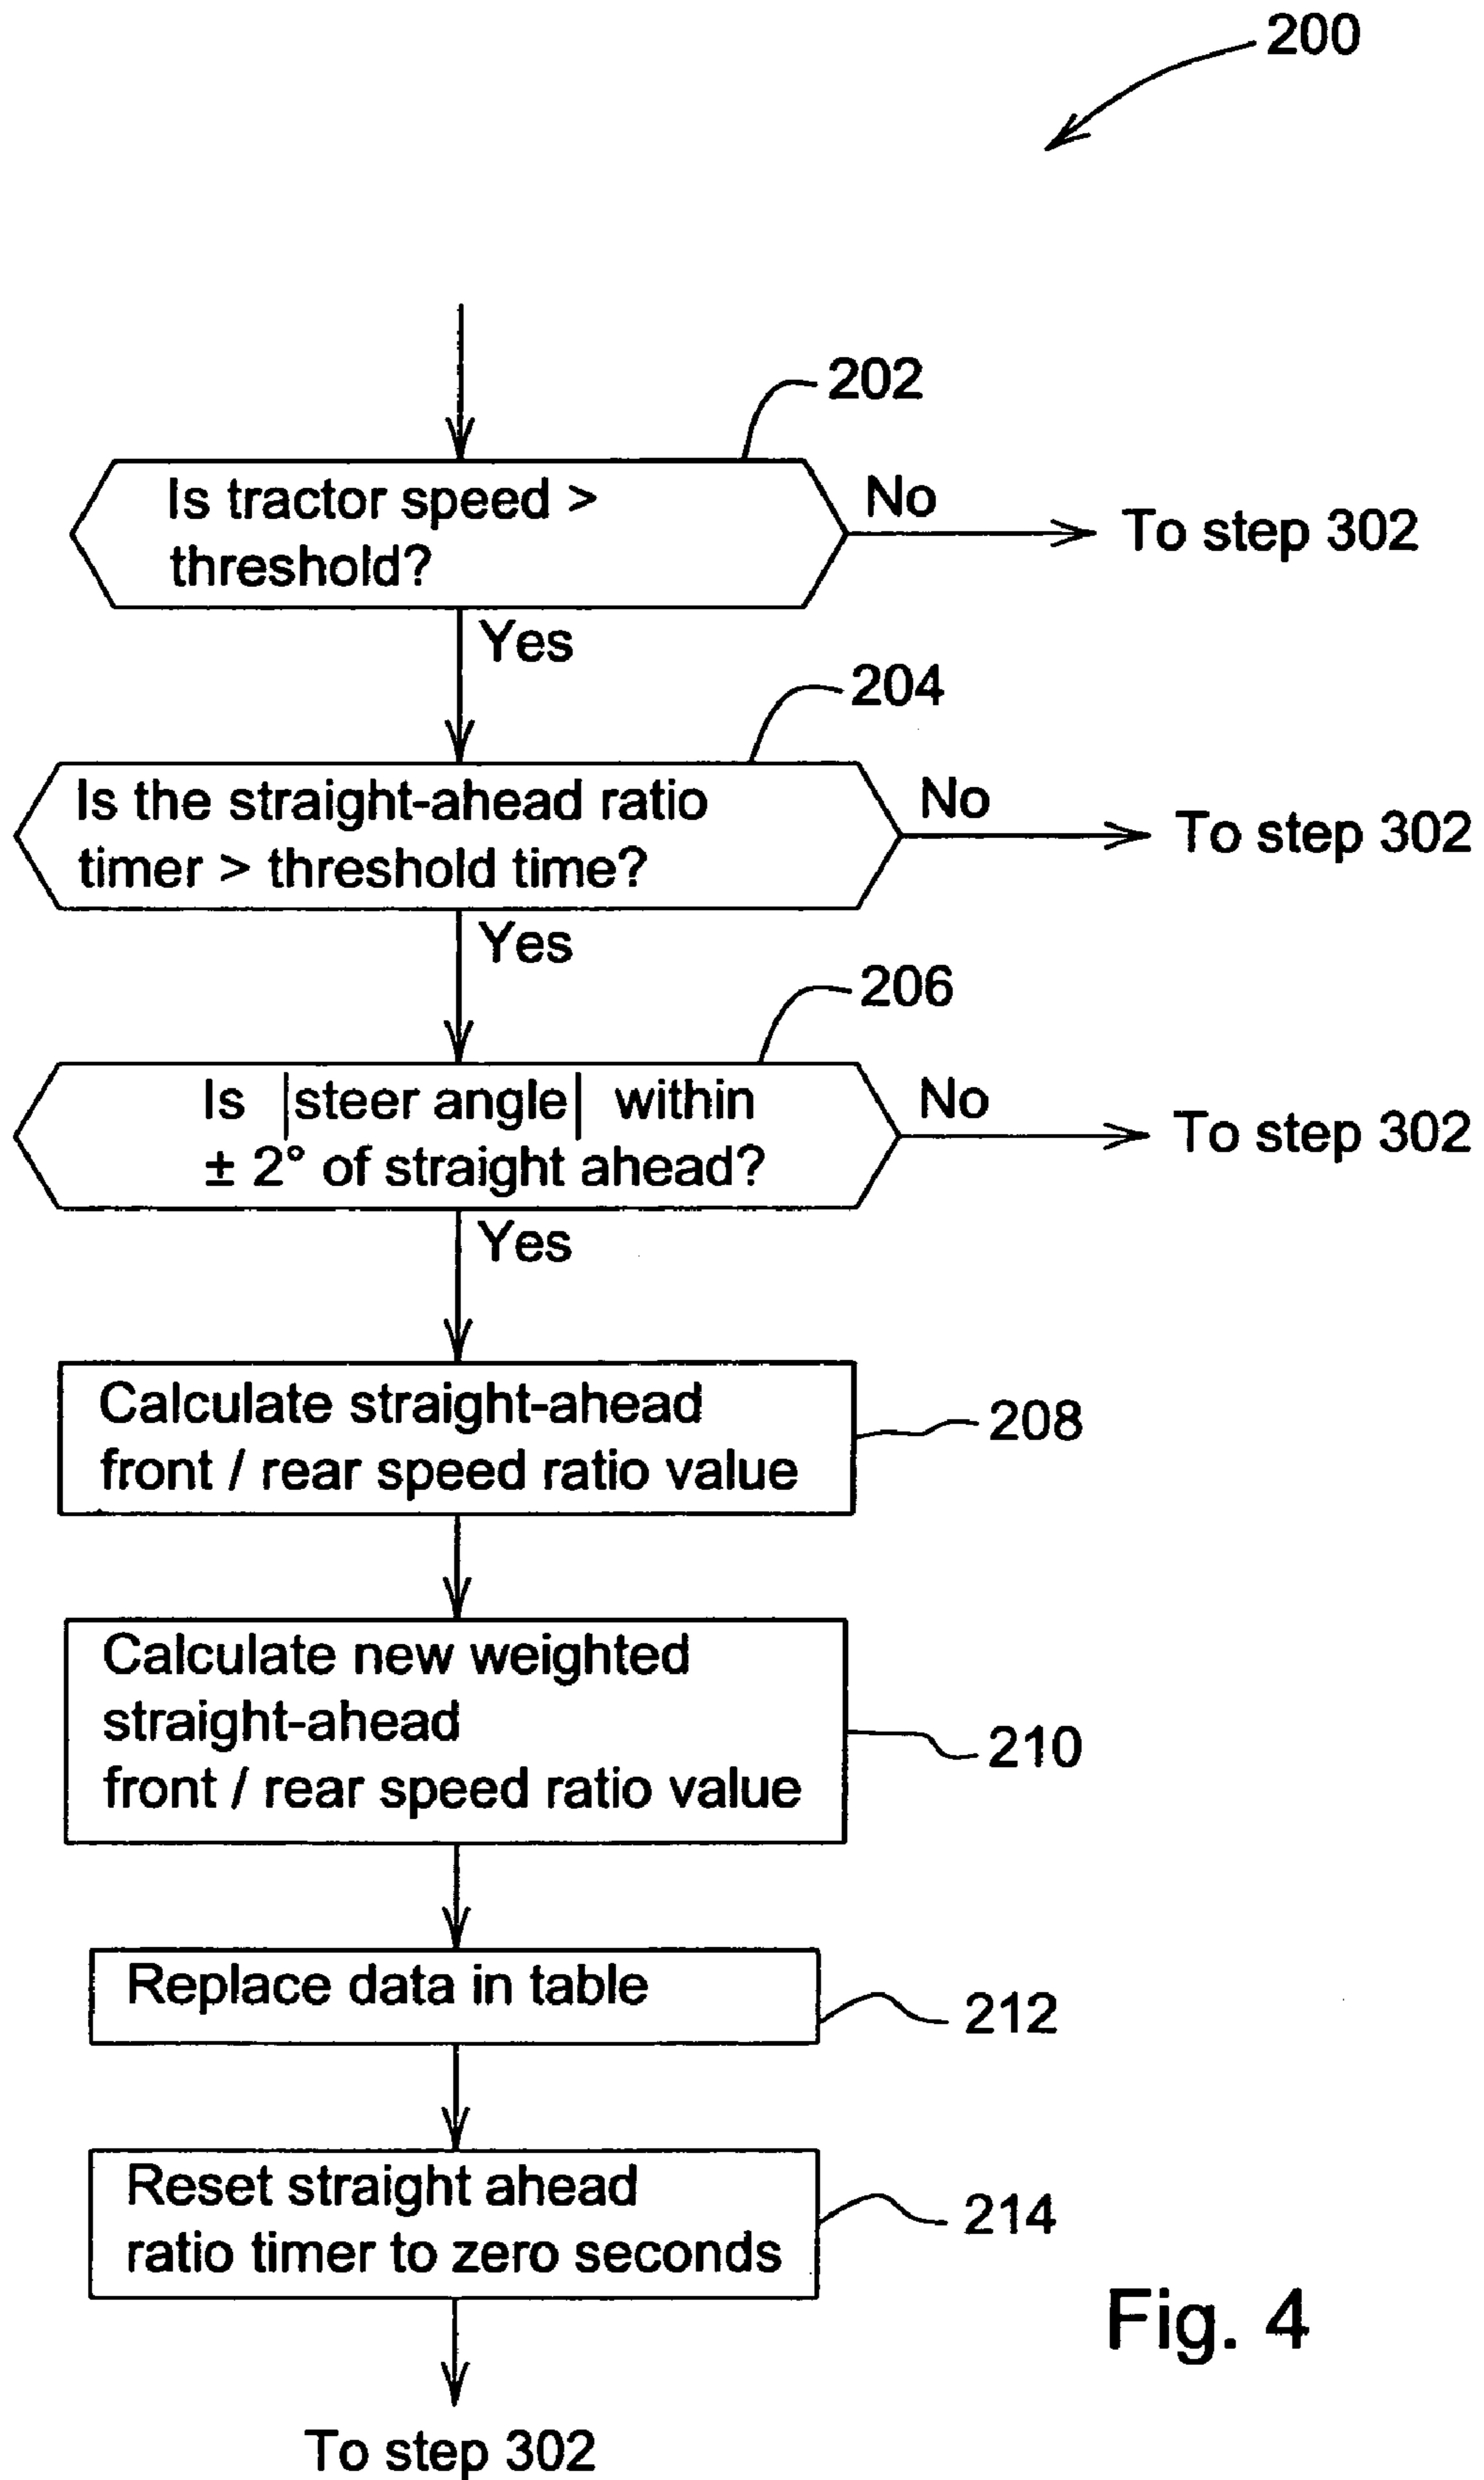 200
202
Is tractor speed >
threshold?
No
To step 302
Yes
204
Is the straight-ahead ratio
timer > threshold time?
No
To step 302
Yes
206
Is |steer angle| within
± 2° of straight ahead?
No
To step 302
Yes
Calculate straight-ahead
front / rear speed ratio value
208
Calculate new weighted
straight-ahead
front / rear speed ratio value
210
Replace data in table
212
Reset straight ahead
ratio timer to zero seconds
214
Fig. 4
To step 302